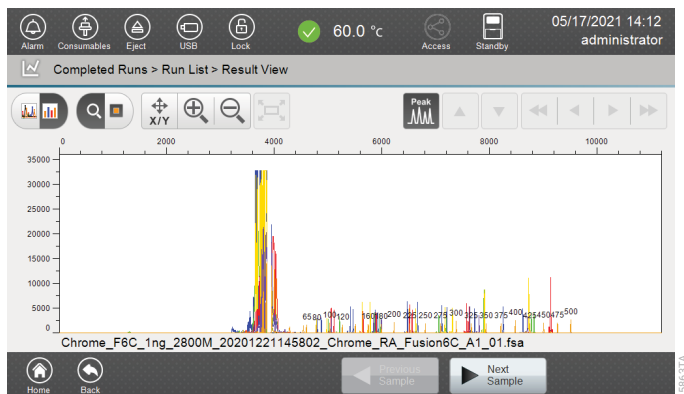 05/17/2021 14:12
60.0 °c
administrator
Alarm Consumables Eject USB Lock Access Standby
Completed Runs > Run List > Result View
X/Y
Peak
0 2000 4000 6000 8000 10000
35000
30000
25000
20000
15000
10000
5000
0
65 80 100 120 160 180 200 225 250 275 300 325 350 375 400 425 450 475 500
Chrome_F6C_1ng_2800M_20201221145802_Chrome_RA_Fusion6C_A1_01.fsa
Previous Next
Sample Sample
Home Back